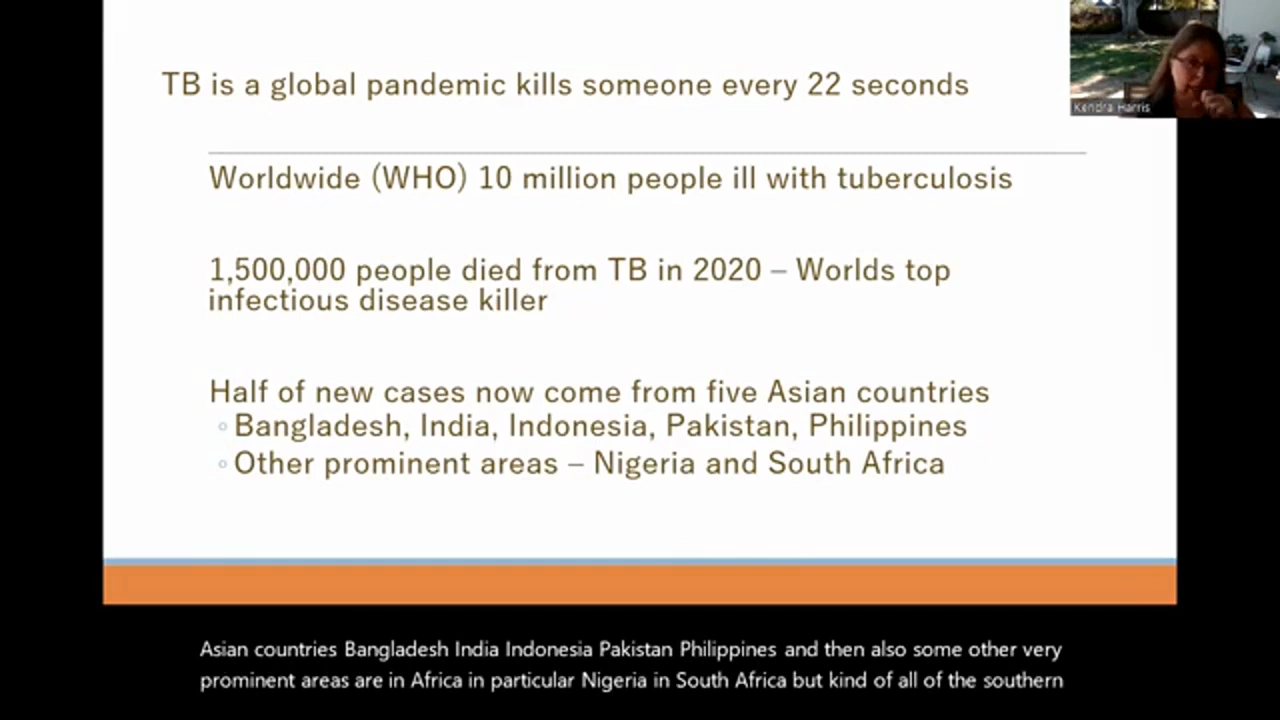 TB is a global pandemic kills someone every 22 seconds
Kendra Harris
Worldwide (WHO) 10 million people ill with tuberculosis
1,500,000 people died from TB in 2020 – Worlds top
infectious disease killer
Half of new cases now come from five Asian countries
◦ Bangladesh, India, Indonesia, Pakistan, Philippines
◦ Other prominent areas – Nigeria and South Africa
Asian countries Bangladesh India Indonesia Pakistan Philippines and then also some other very
prominent areas are in Africa in particular Nigeria in South Africa but kind of all of the southern